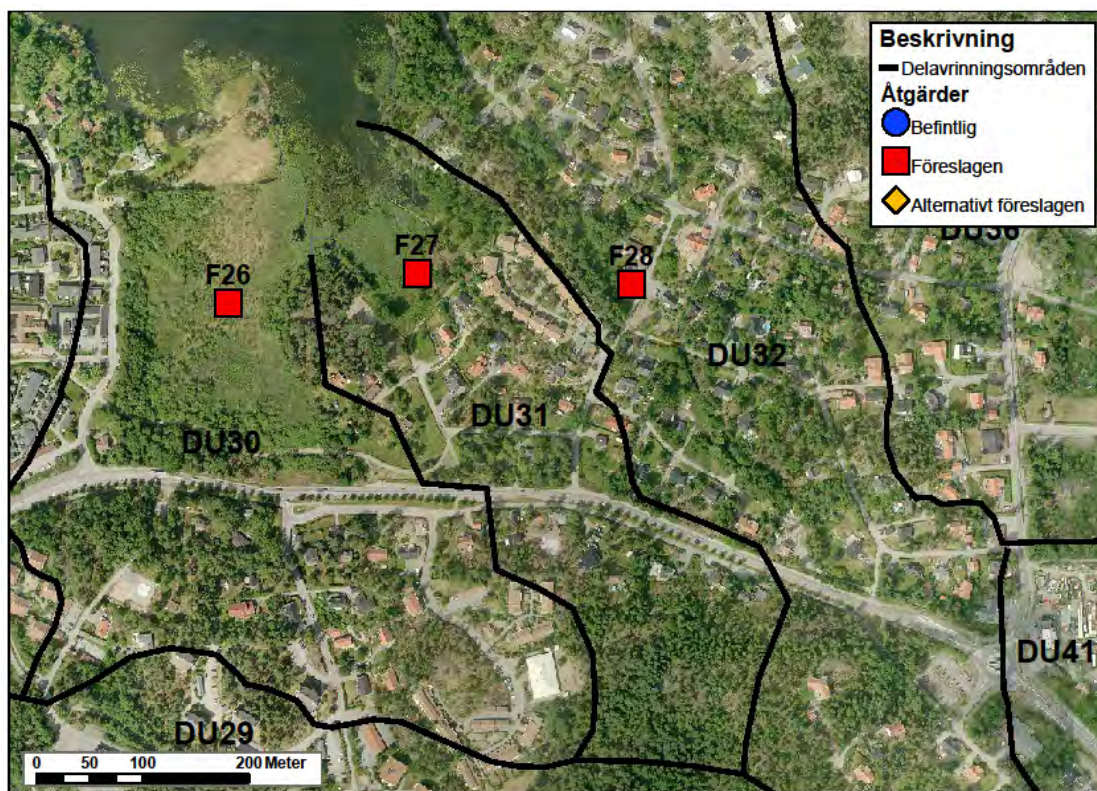 Beskrivning
Delavrinningsområden
Åtgärder
Befintlig
Föreslagen
Alternativt föreslagen
DU36
F26
F27
F28
DU32
DU31
DU30
DU41
DU29
0 50 100 200 Meter